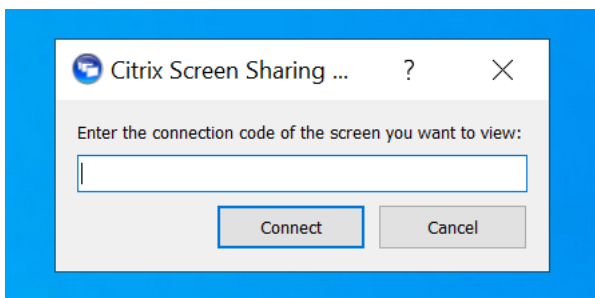 Citrix Screen Sharing ... ?
Enter the connection code of the screen you want to view:
Connect Cancel